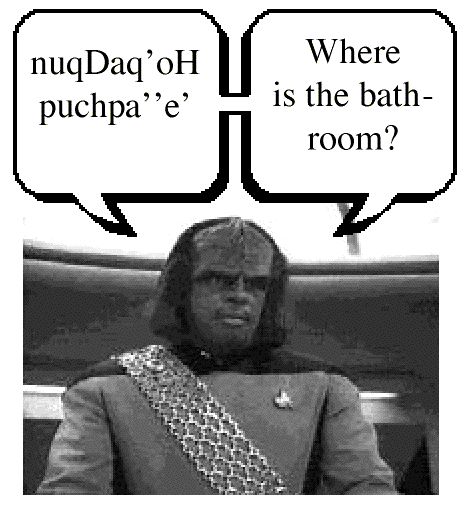 nuqDaq’oH
puchpa’’e’
Where
is the bath-
room?